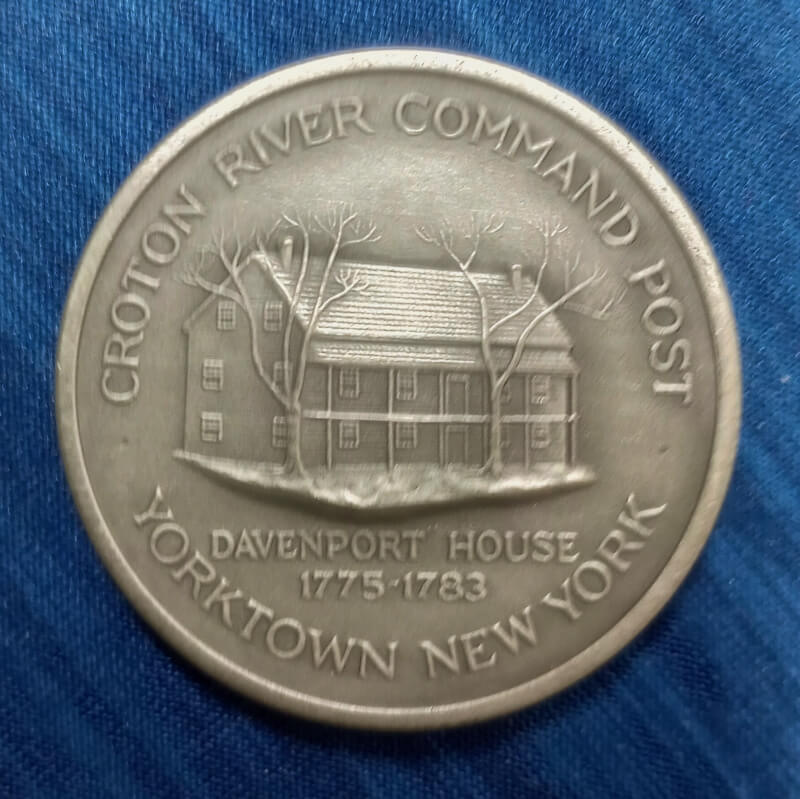 CROTON RIVER COMMAND POST
DAVENPORT HOUSE
1775-1783
YORKTOWN NEW YORK